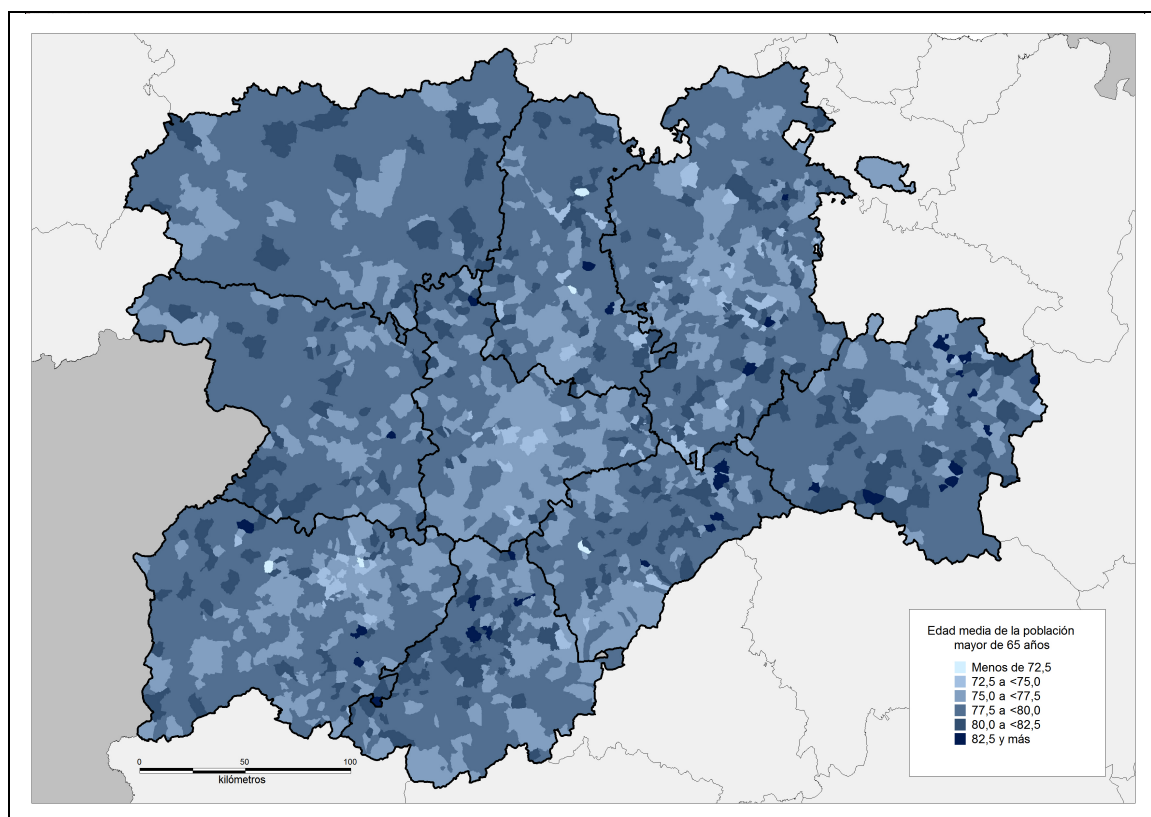 Edad media de la población
mayor de 65 años
Menos de 72,5
72,5 a <75,0
75,0 a <77,5
77,5 a <80,0
80,0 a <82,5
82,5 y más
0 50 100
kilómetros